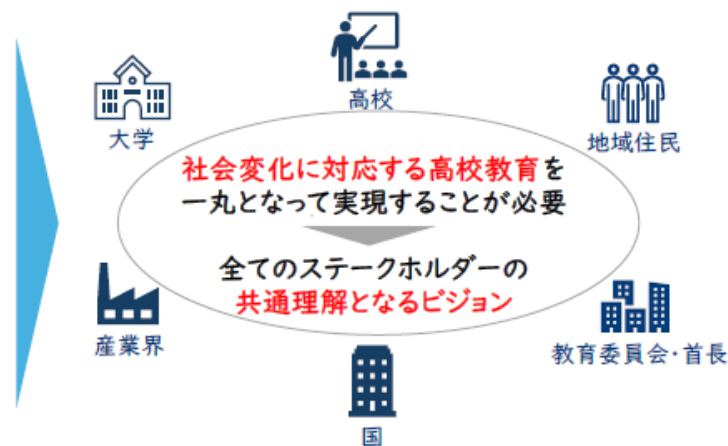 高校
大学
地域住民
社会変化に対応する高校教育を
一丸となって実現することが必要
全てのステークホルダーの
共通理解となるビジョン
産業界
教育委員会・首長
国